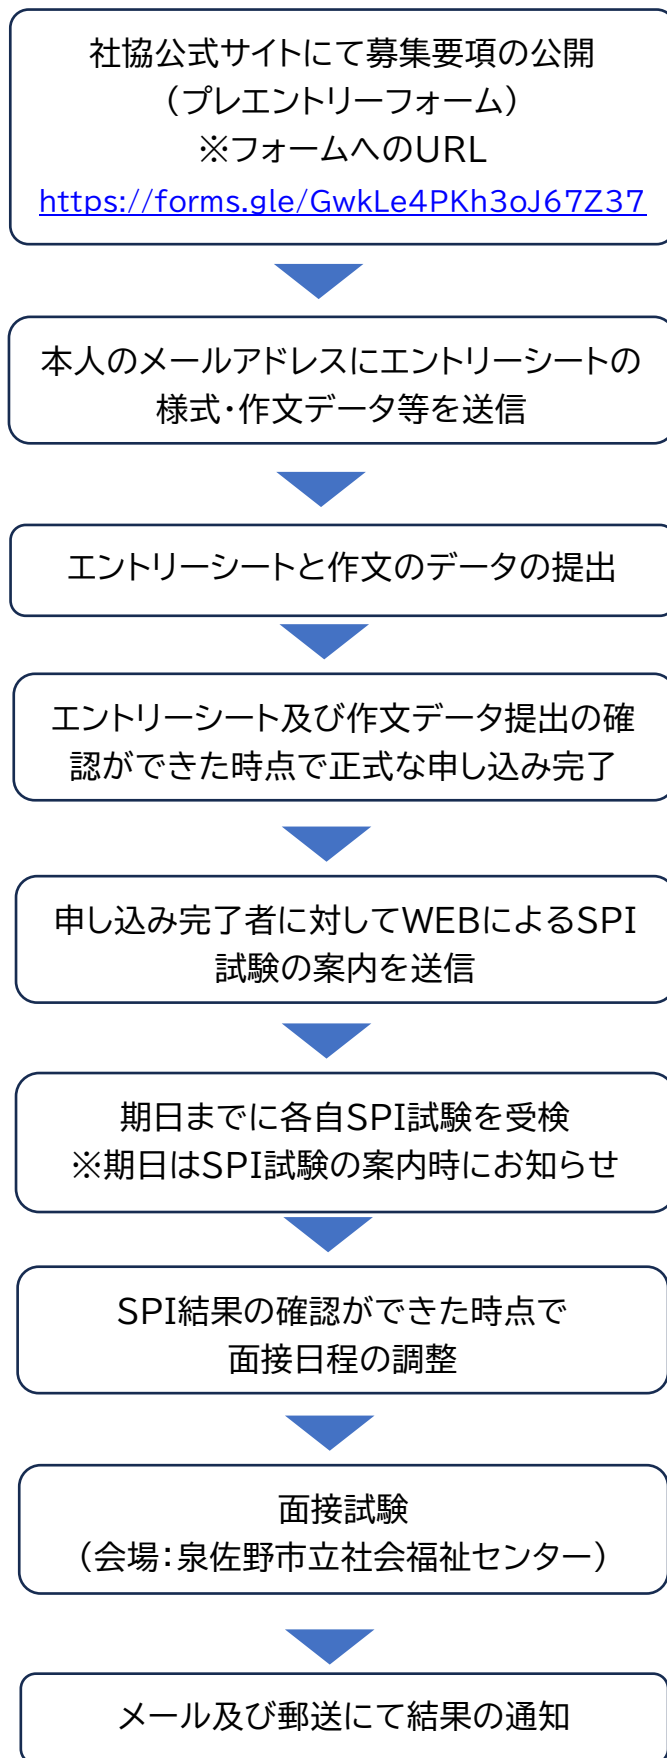 社協公式サイトにて募集要項の公開
（プレエントリーフォーム）
※フォームへのURL
https://forms.gle/GwkLe4PKh3oJ67Z37
本人のメールアドレスにエントリーシートの
様式・作文データ等を送信
エントリーシートと作文のデータの提出
エントリーシート及び作文データ提出の確
認ができた時点で正式な申し込み完了
申し込み完了者に対してWEBによるSPI
試験の案内を送信
期日までに各自SPI試験を受検
※期日はSPI試験の案内時にお知らせ
SPI結果の確認ができた時点で
面接日程の調整
面接試験
（会場：泉佐野市立社会福祉センター）
メール及び郵送にて結果の通知